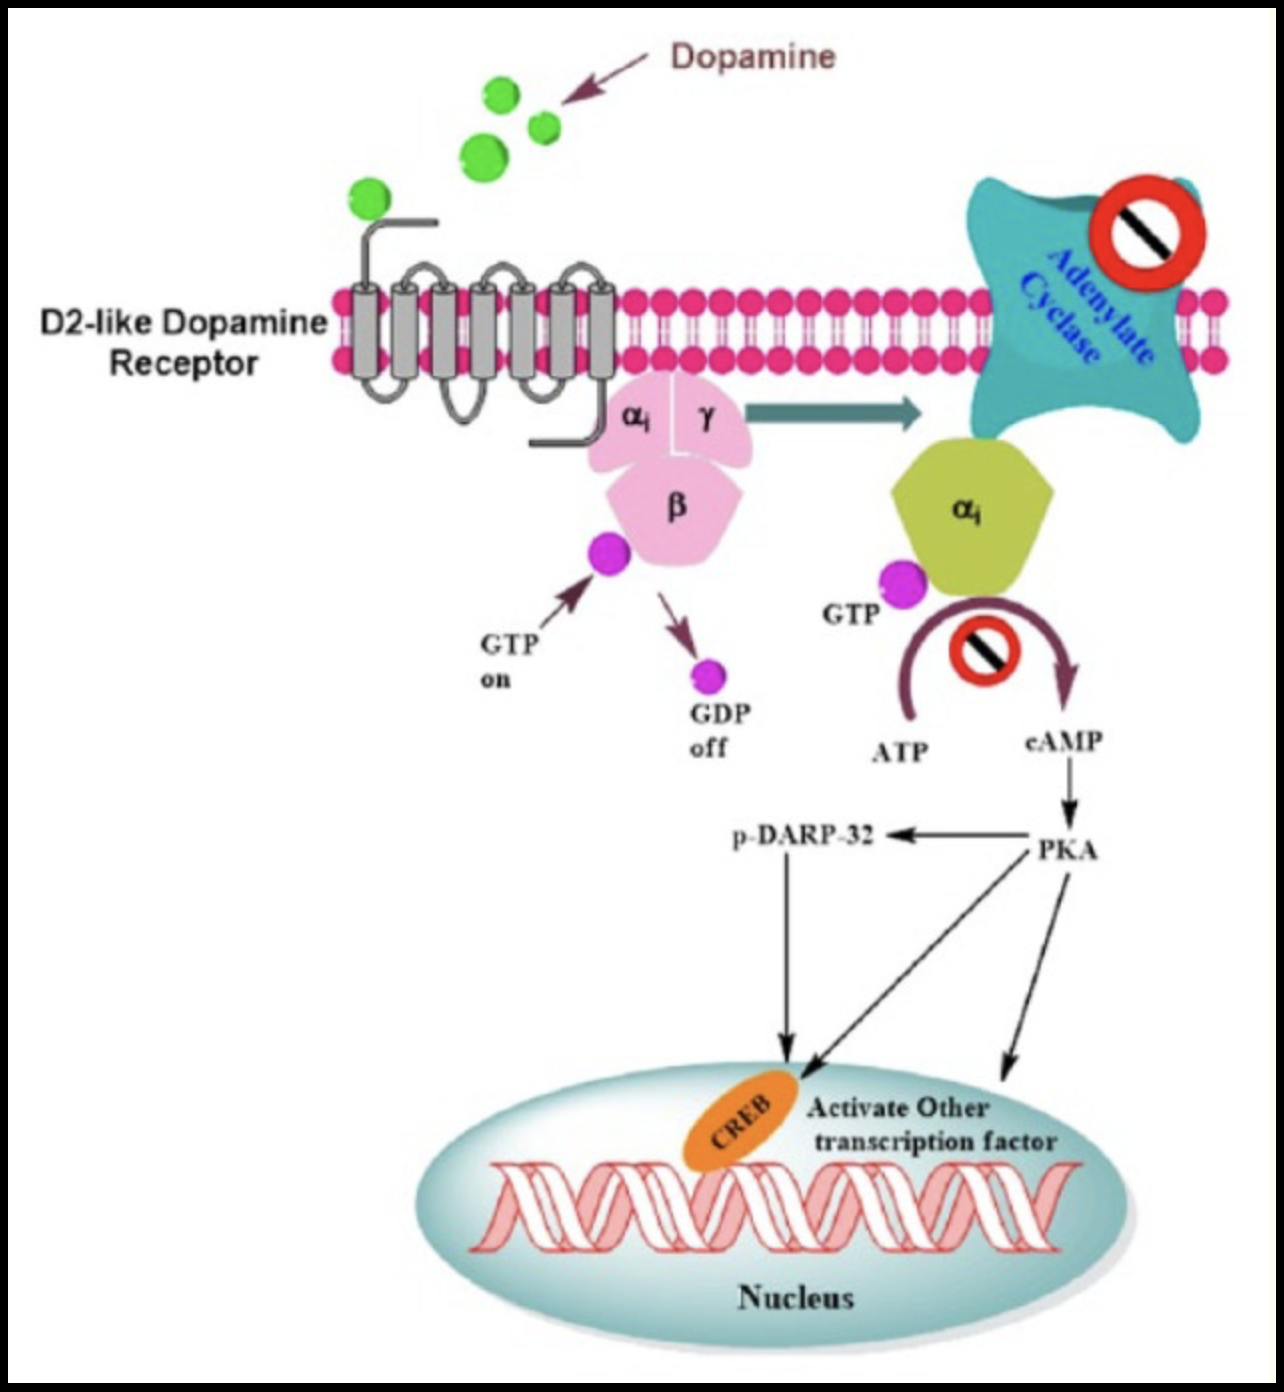 Dopamine
Adenylate
Cyclase
D2-like Dopamine
Receptor
αi
γ
β
αi
GTP
on
GDP
off
GTP
ATP
cAMP
p-DARP-32
PKA
CREB
Activate Other
transcription factor
Nucleus